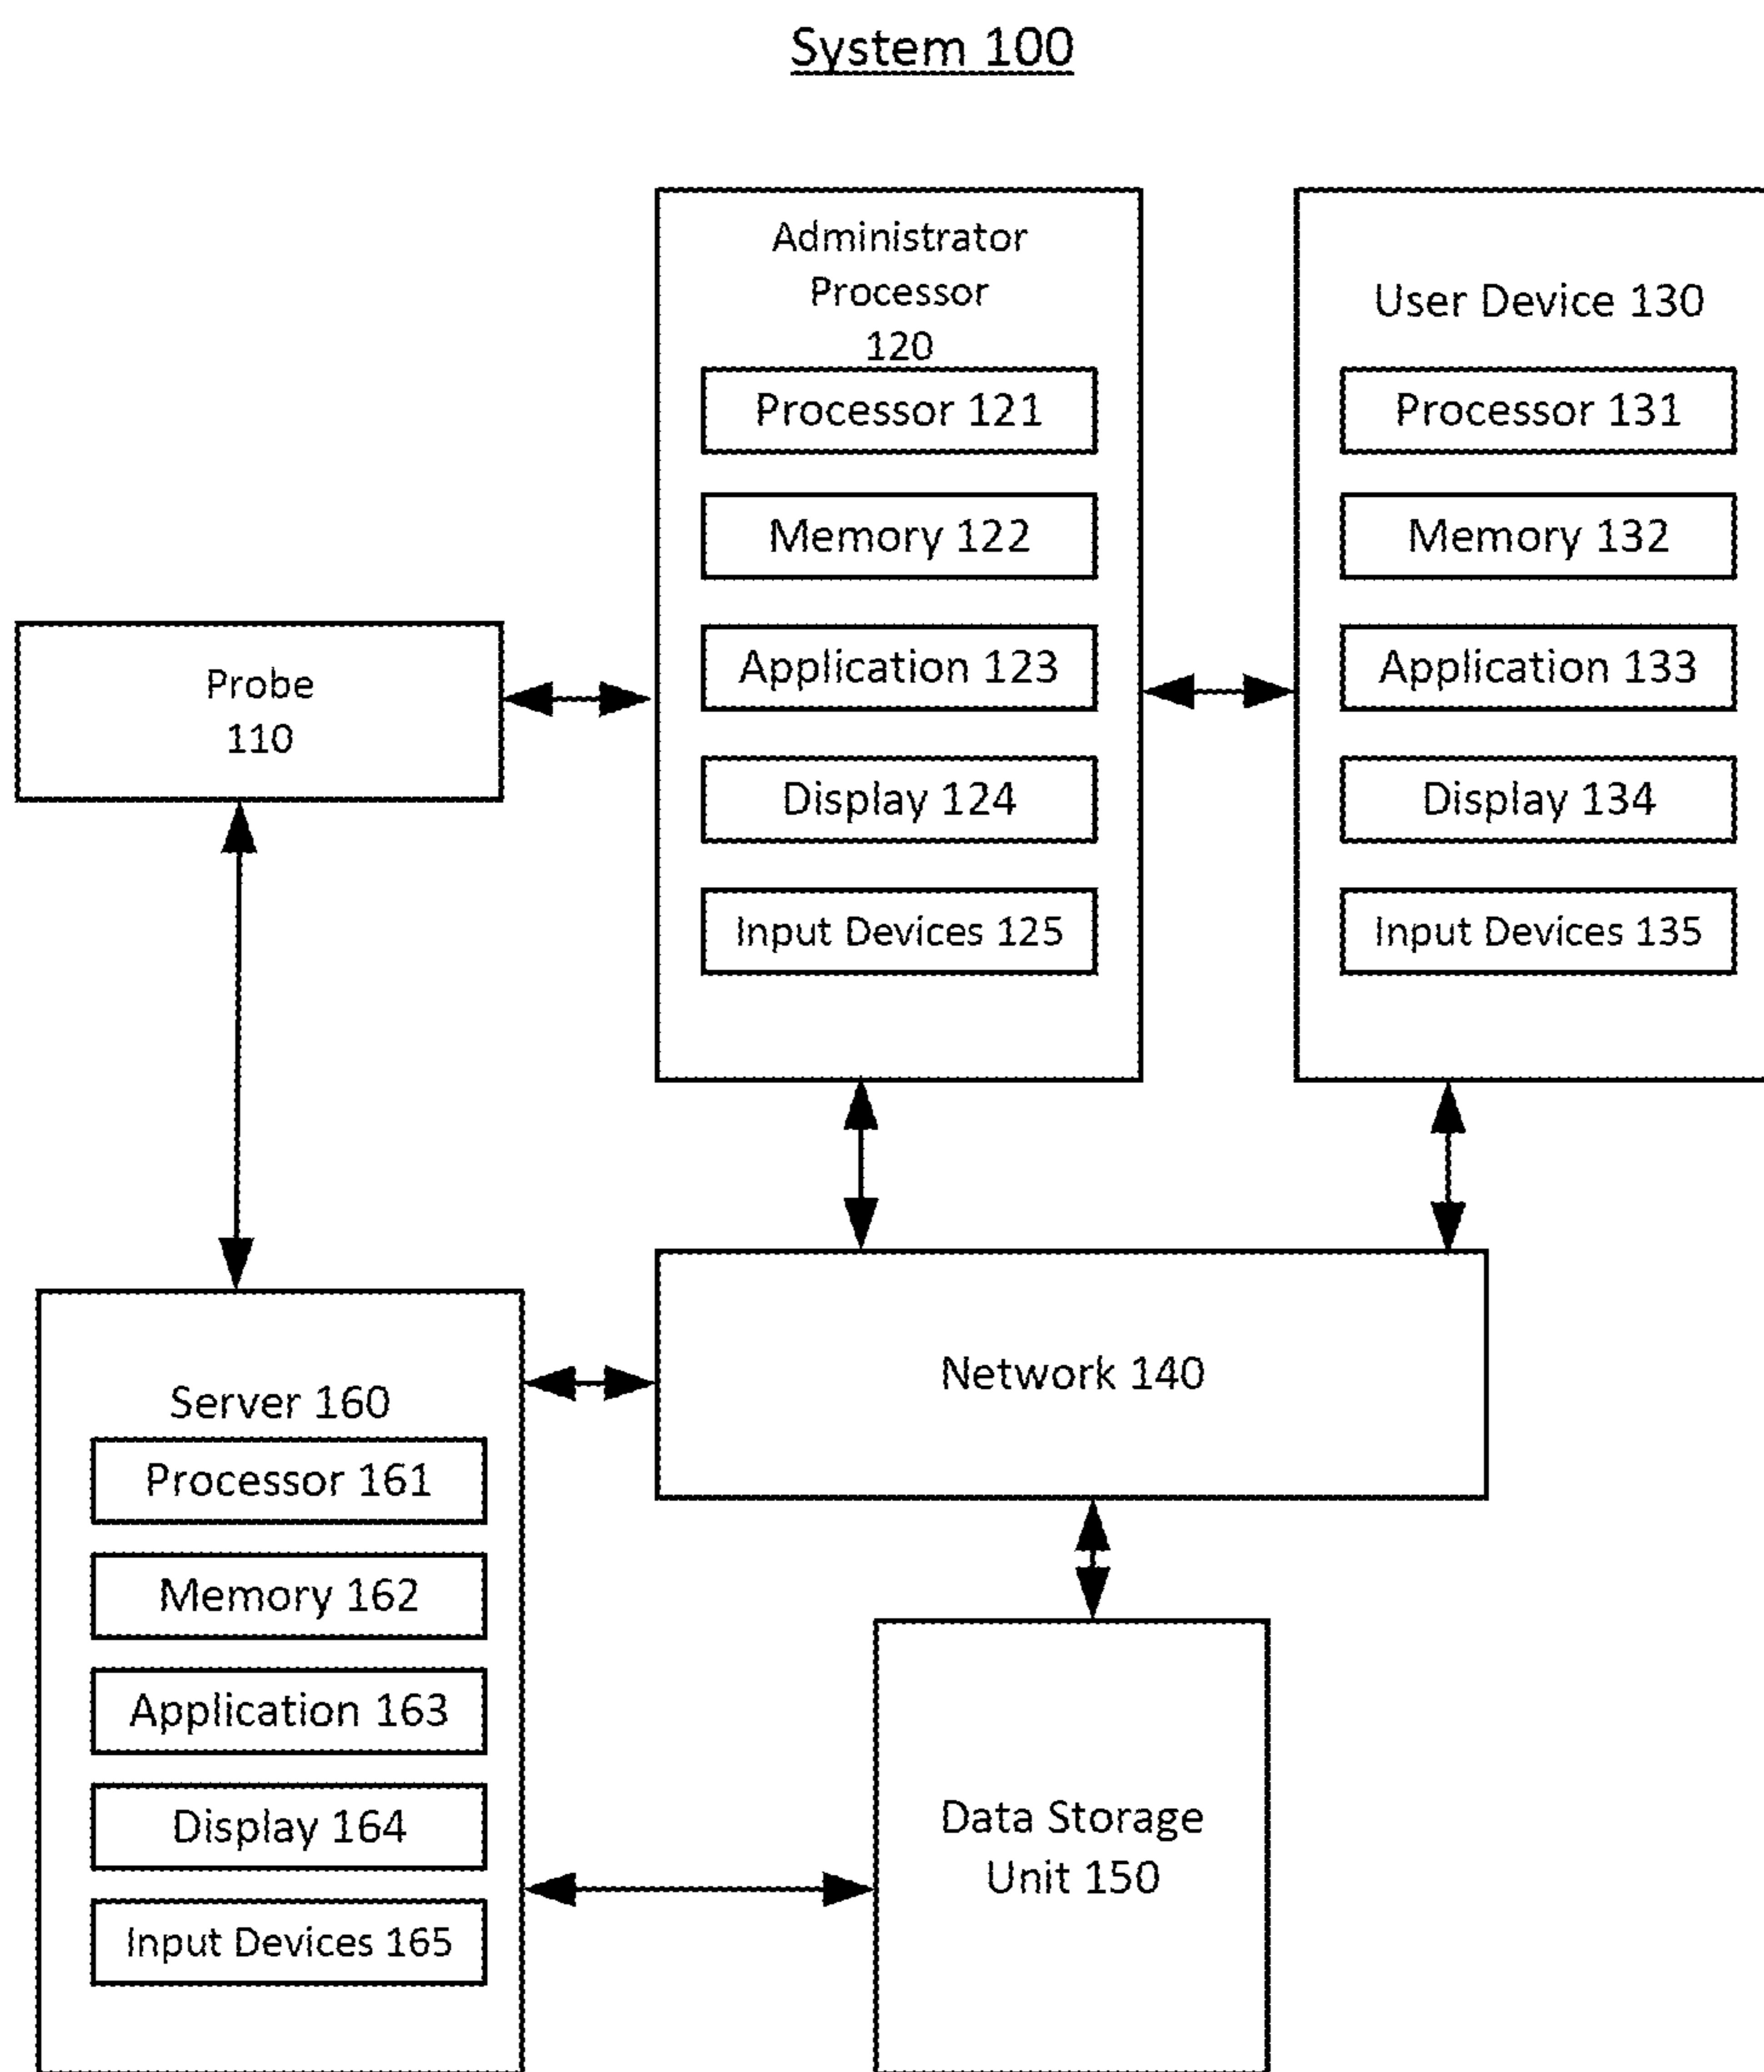 System 100
Administrator
Processor
120
Processor 121
Memory 122
Application 123
Display 124
Input Devices 125
User Device 130
Processor 131
Memory 132
Application 133
Display 134
Input Devices 135
Probe
110
Network 140
Server 160
Processor 161
Memory 162
Application 163
Display 164
Input Devices 165
Data Storage
Unit 150